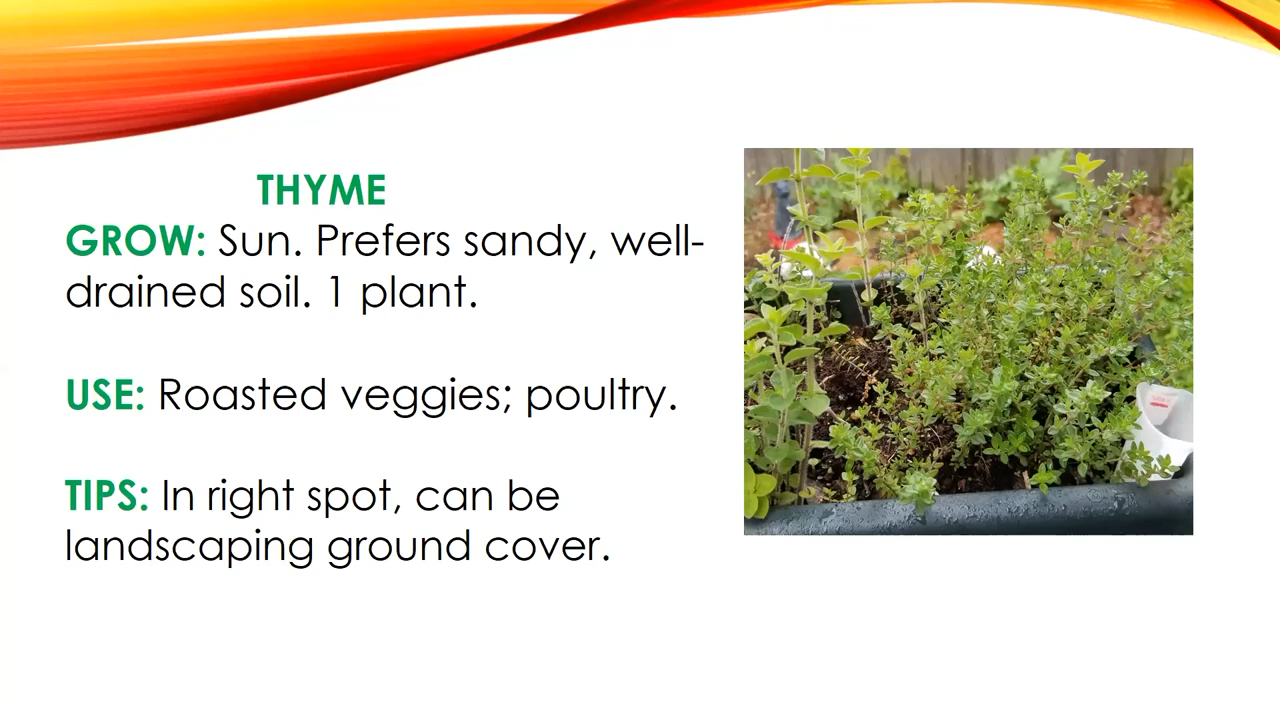 THYME
GROW: Sun. Prefers sandy, well-
drained soil. 1 plant.
USE: Roasted veggies; poultry.
TIPS: In right spot, can be
landscaping ground cover.